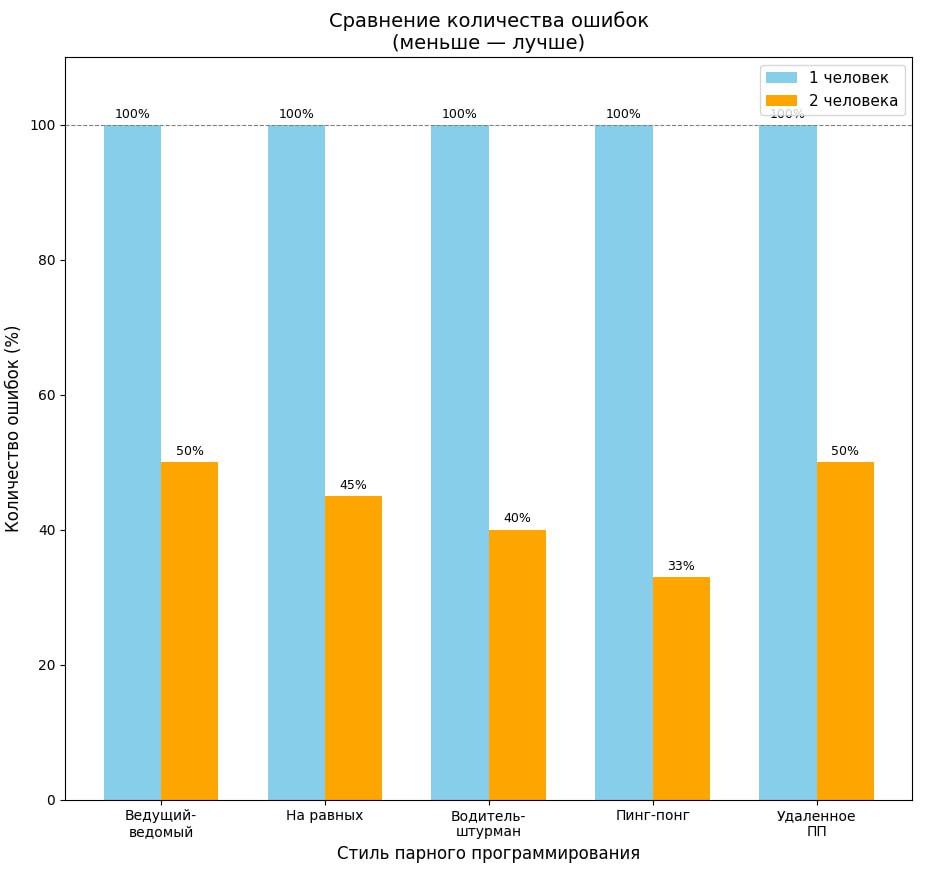 Сравнение количества ошибок
(меньше — лучше)
1 человек
2 человека
100%
100%
100%
100%
100%
50%
45%
40%
33%
50%
100
80
60
40
20
0
Количество ошибок (%)
Ведущий-
ведомый
На равных
Водитель-
штурман
Пинг-понг
Удаленное
ПП
Стиль парного программирования